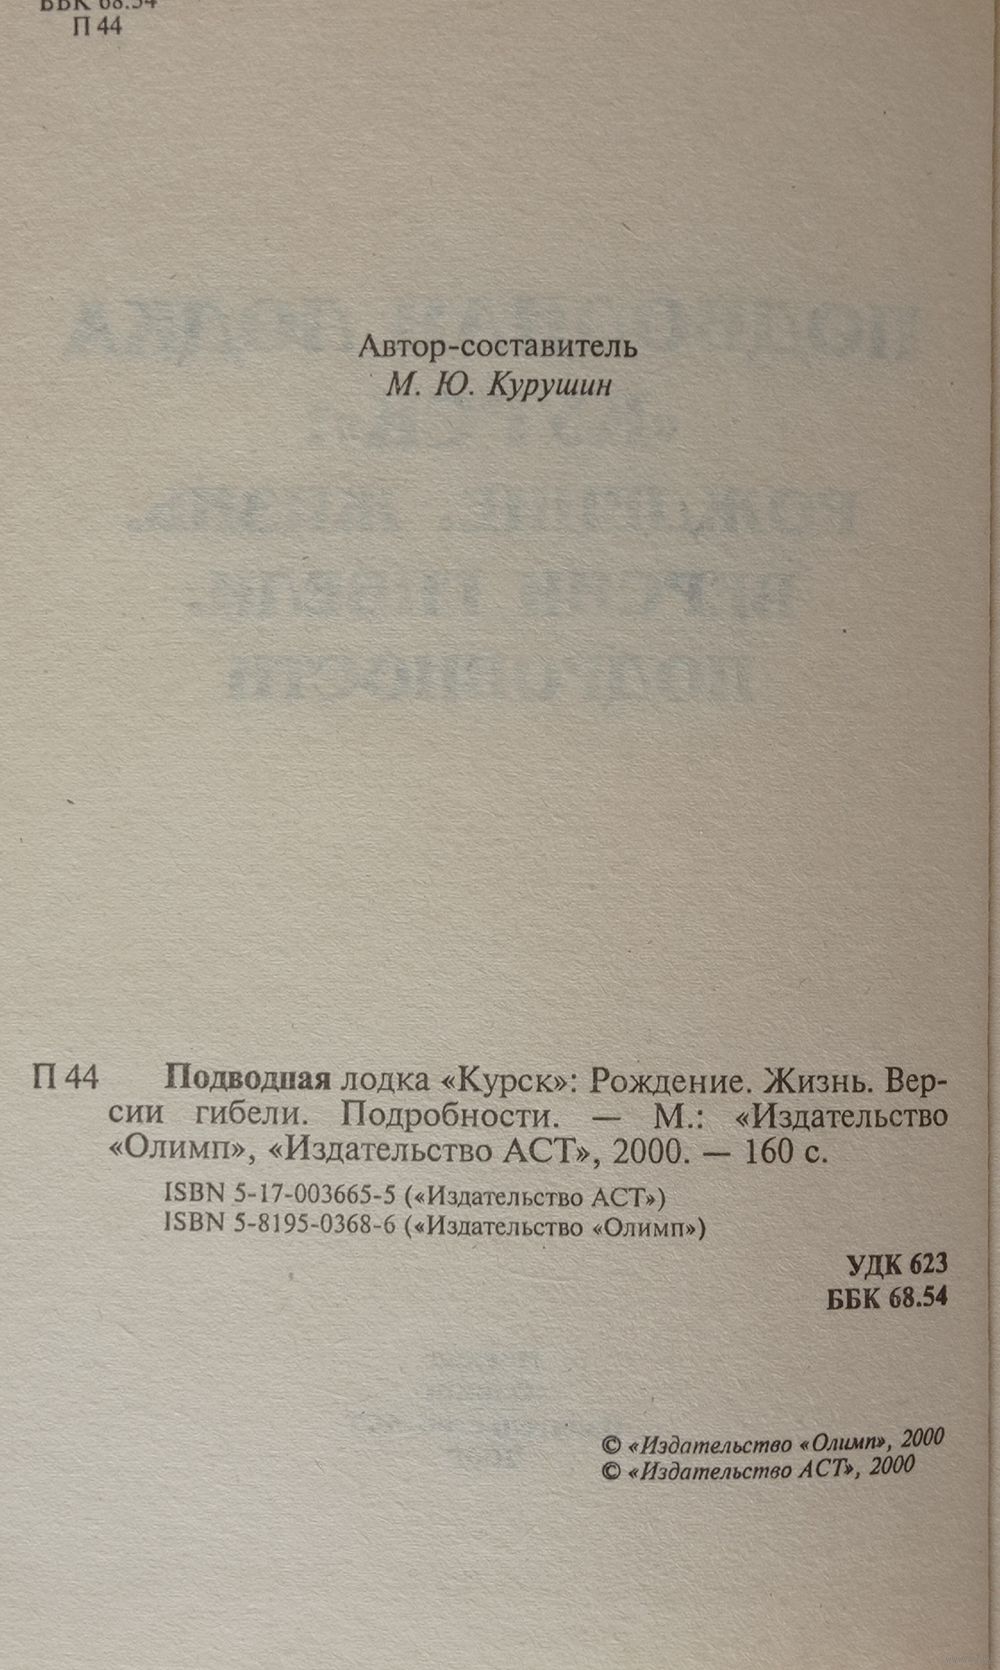 ББК 68.54
П 44
Автор-составитель
М. Ю. Курушин
П 44 Подводная лодка «Курск»: Рождение. Жизнь. Вер-
сии гибели. Подробности. — М.: «Издательство
«Олимп», «Издательство АСТ», 2000. — 160 с.
ISBN 5-17-003665-5 («Издательство АСТ»)
ISBN 5-8195-0368-6 («Издательство «Олимп»)
УДК 623
ББК 68.54
© «Издательство «Олимп», 2000
© «Издательство АСТ», 2000